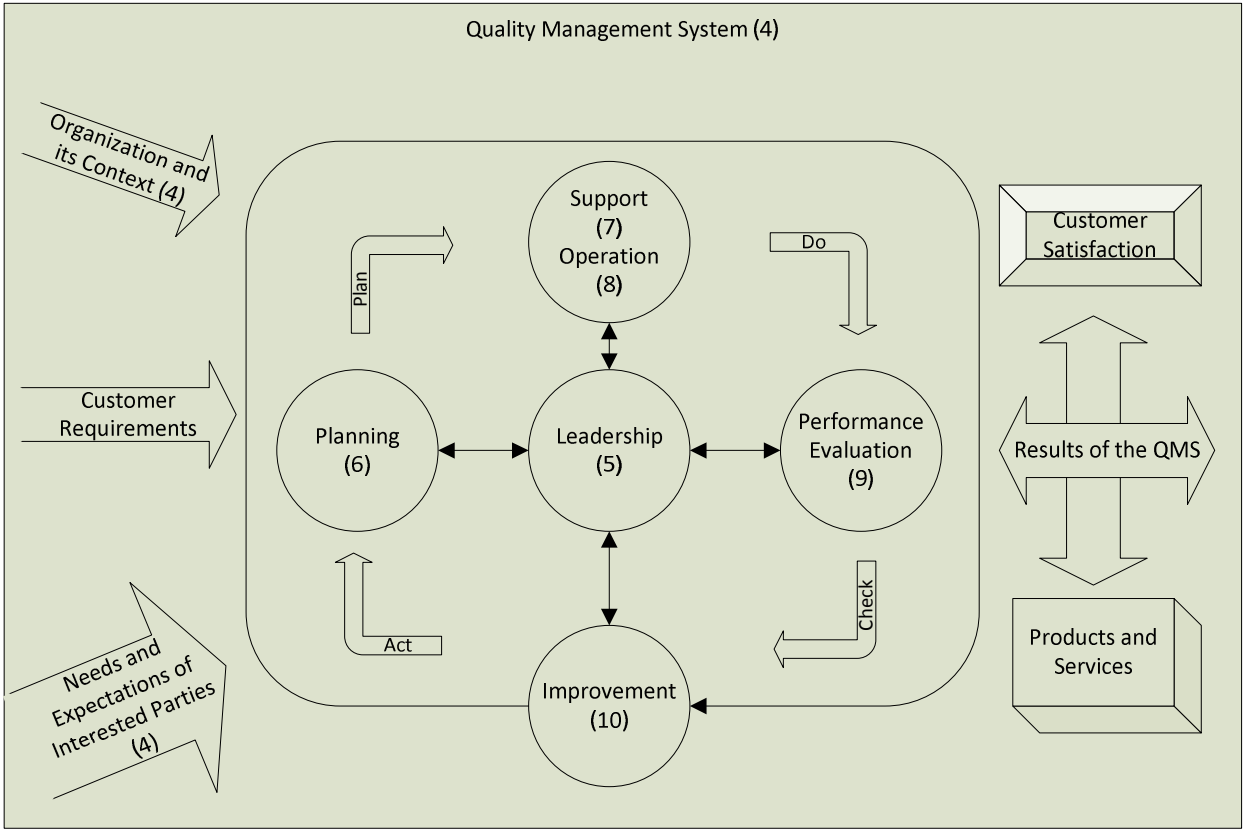 Quality Management System (4)
Organization and
its Context (4)
Customer
Requirements
Needs and
Expectations of
Interested Parties
(4)
Plan
Support
(7)
Operation
(8)
Do
Planning
(6)
Leadership
(5)
Performance
Evaluation
(9)
Act
Check
Improvement
(10)
Customer
Satisfaction
Results of the QMS
Products and
Services